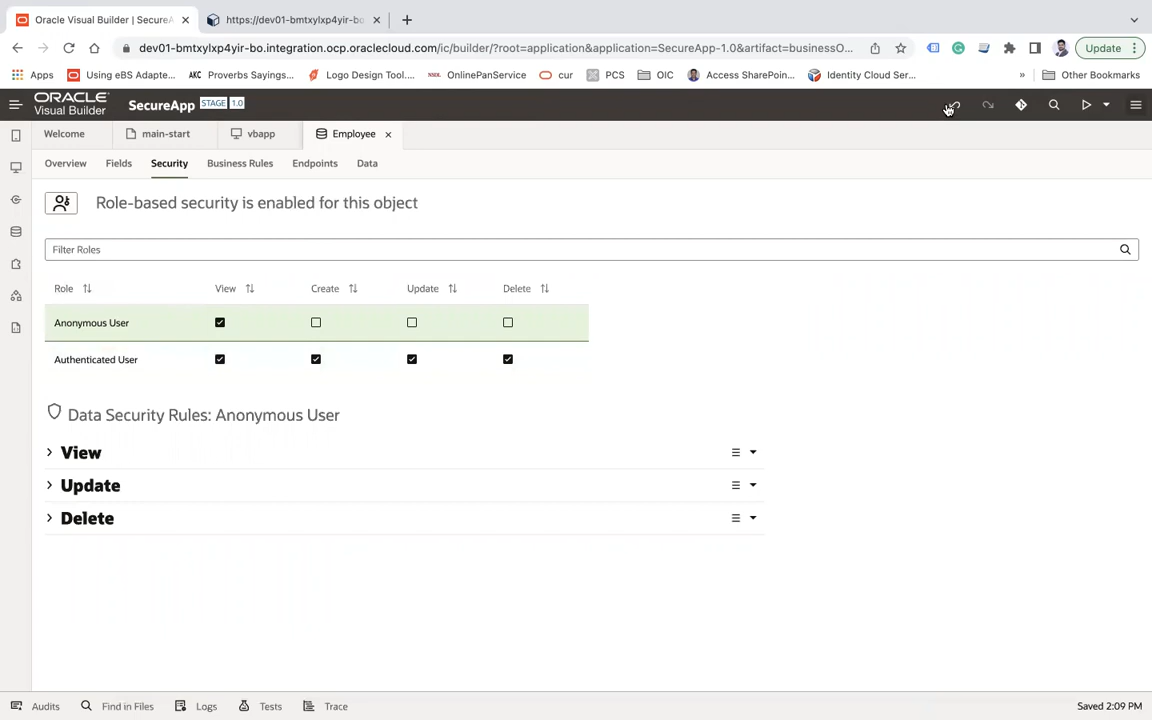 Oracle Visual Builder | SecureA
https://dev01-bmtxylxp4yir-bo
dev01-bmtxylxp4yir-bo.integration.ocp.oraclecloud.com/ic/builder/?root=application&application=SecureApp-1.0&artifact=businessO...
Update
Apps
Using eBS Adapte...
AKC Proverbs Sayings...
Logo Design Tool....
OnlinePanService
cur
PCS
OIC
Access SharePoin...
Identity Cloud Ser...
»
Other Bookmarks
ORACLE
Visual Builder
SecureApp
STAGE 1.0
Welcome
main-start
vbapp
Employee
Overview
Fields
Security
Business Rules
Endpoints
Data
Role-based security is enabled for this object
Filter Roles
Role View Create Update Delete
Anonymous User
Authenticated User
Data Security Rules: Anonymous User
View
Update
Delete
Audits
Find in Files
Logs
Tests
Trace
Saved 2:09 PM